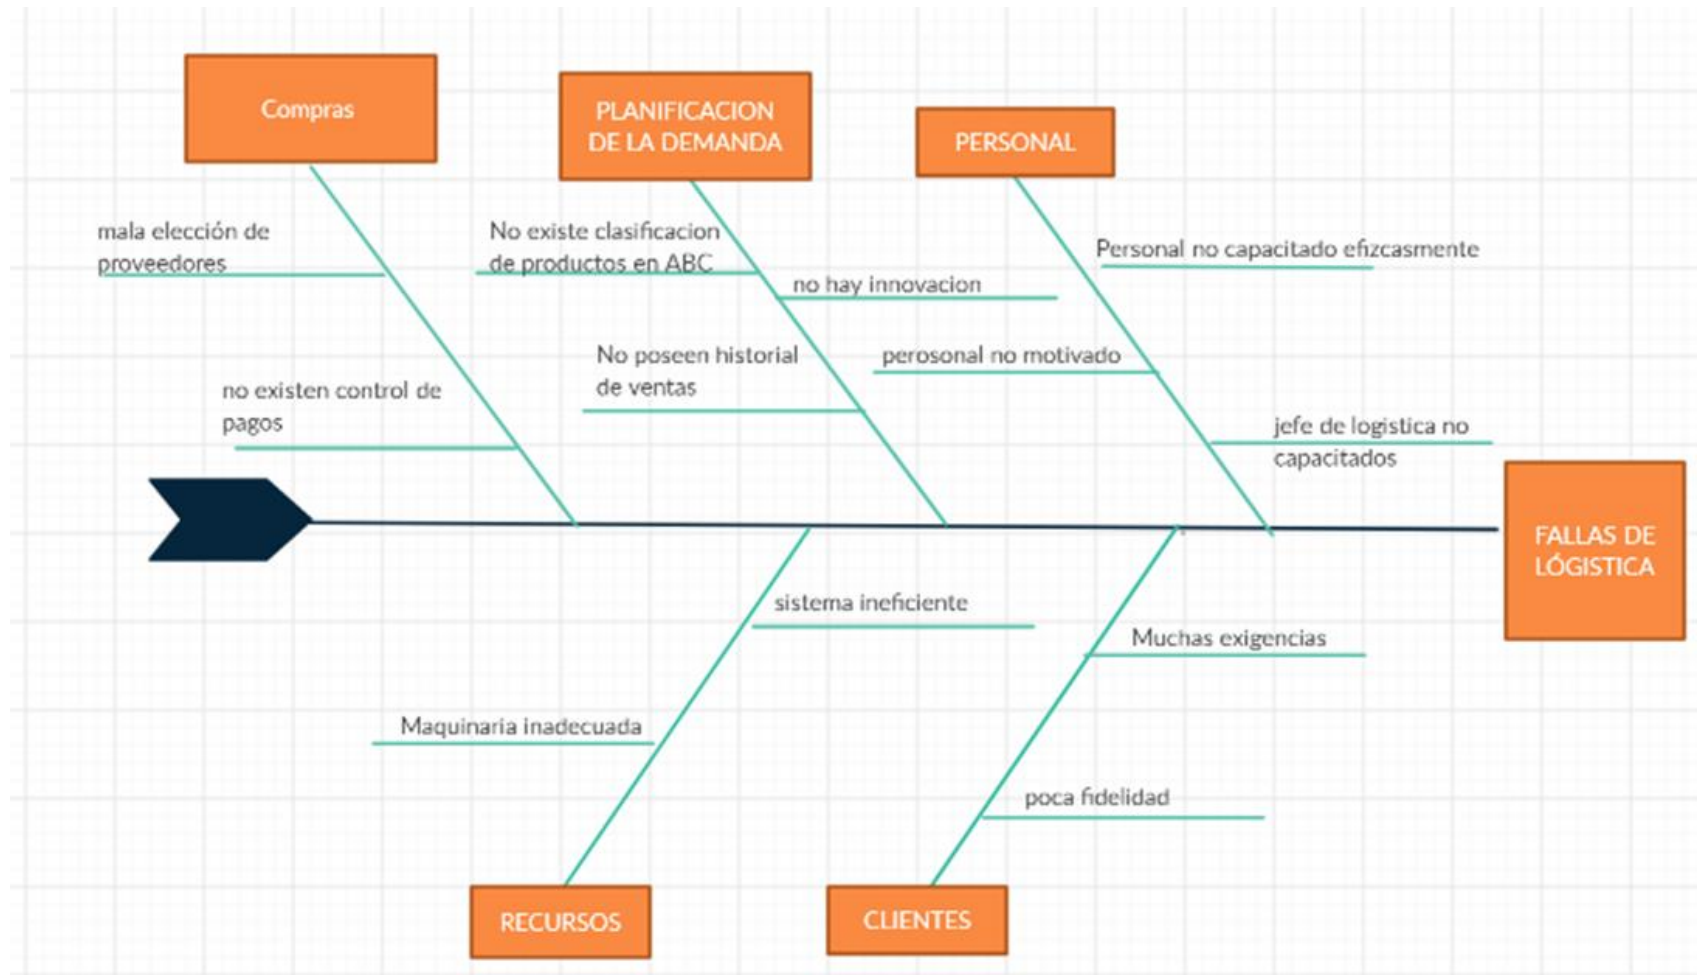 Compras
PLANIFICACION
DE LA DEMANDA
PERSONAL
mala elección de
proveedores
No existe clasificacion
de productos en ABC
no hay innovacion
Personal no capacitado efizcasmente
no existen control de
pagos
No poseen historial
de ventas
perosonal no motivado
jefe de logistica no
capacitados
FALLAS DE
LÓGISTICA
sistema ineficiente
Muchas exigencias
Maquinaria inadecuada
poca fidelidad
RECURSOS
CLIENTES